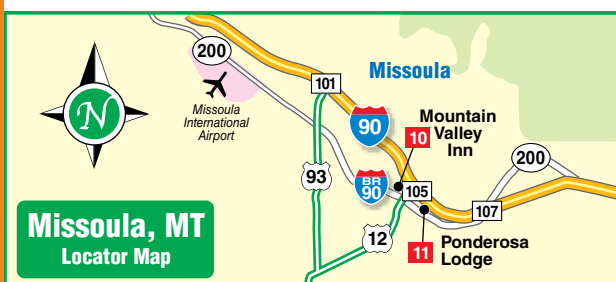 200
101
Missoula
Missoula
International
Airport
90
10
Mountain
Valley
Inn
N
93
BR
90
105
200
107
12
11
Ponderosa
Lodge
Missoula, MT
Locator Map